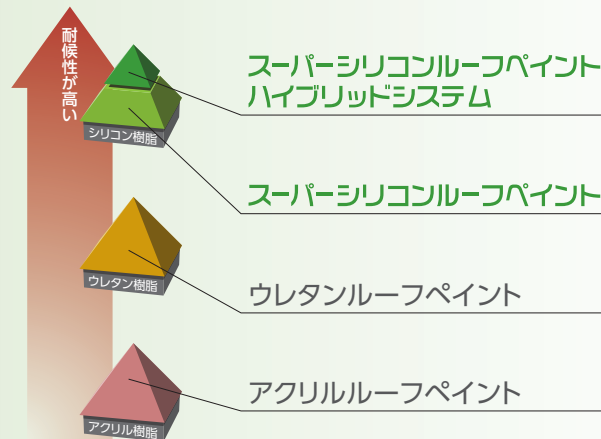 耐候性が高い
スーパーシリコンルーフペイント
ハイブリッドシステム
シリコン樹脂
スーパーシリコンルーフペイント
ウレタン樹脂
ウレタンルーフペイント
アクリルルーフペイント
アクリル樹脂